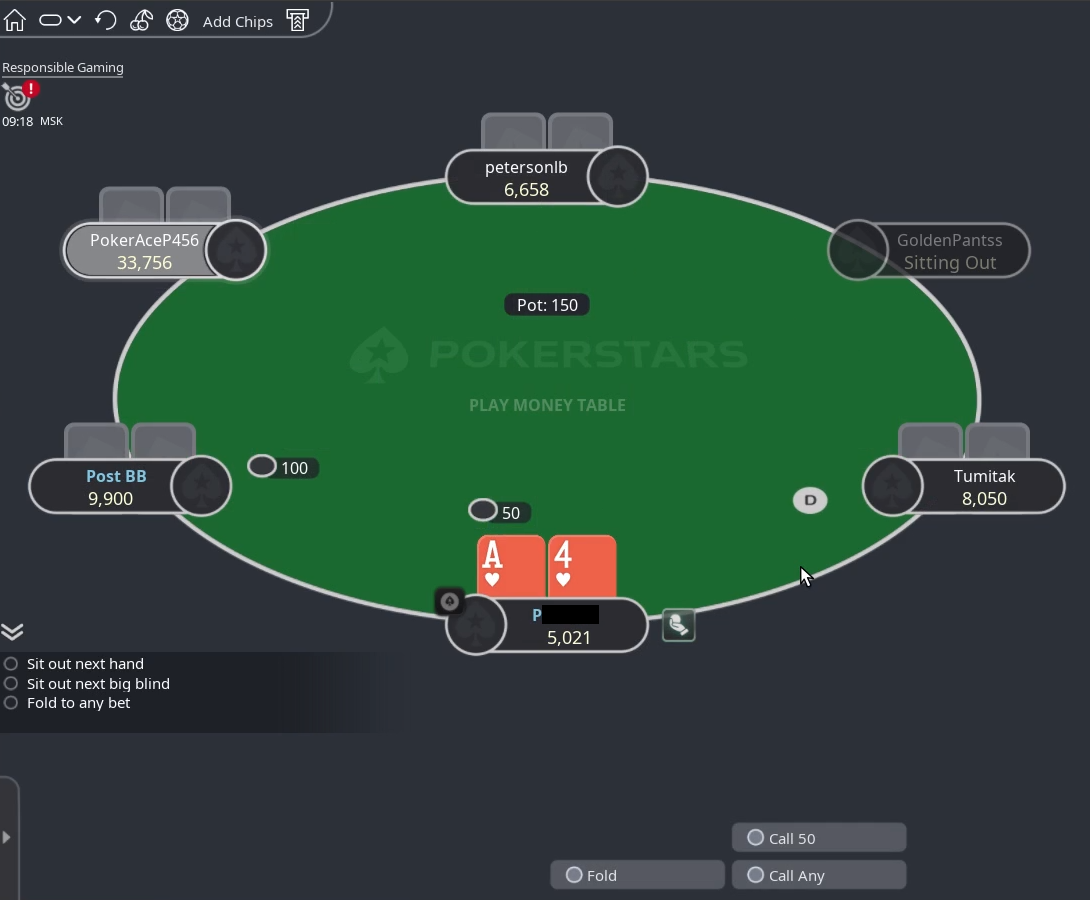 Add Chips
Responsible Gaming
!
09:18 MSK
petersonlb
6,658
PokerAceP456
33,756
GoldenPantss
Sitting Out
Pot: 150
POKERSTARS
PLAY MONEY TABLE
Post BB
9,900
100
50
D
Tumitak
8,050
A 4
P
5,021
Sit out next hand
Sit out next big blind
Fold to any bet
Call 50
Fold
Call Any